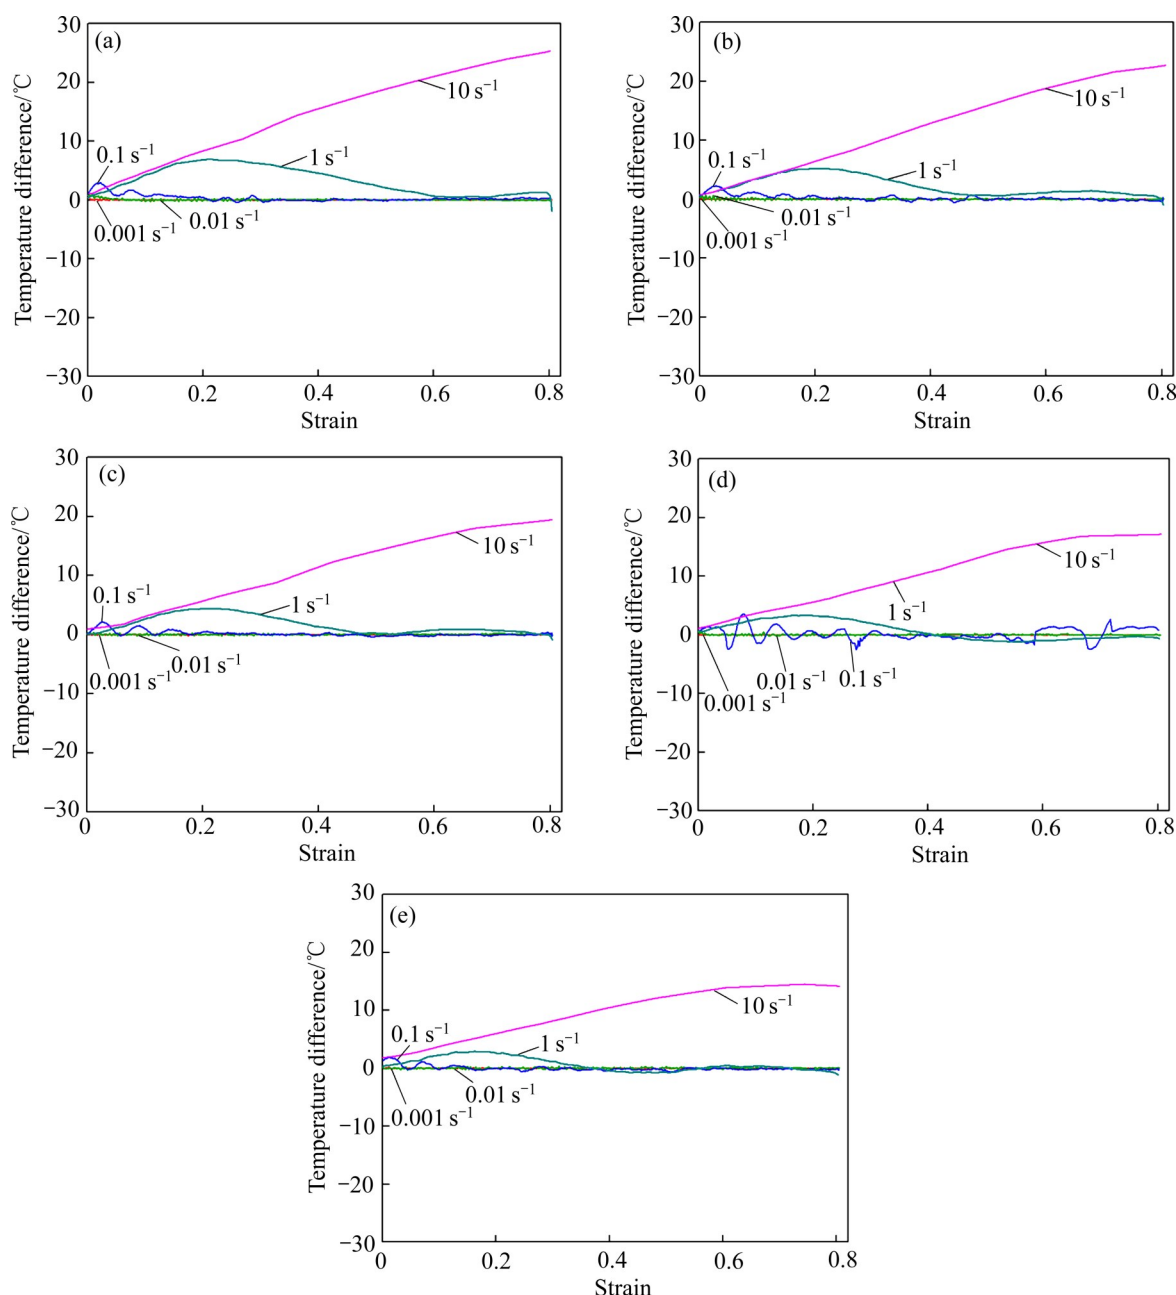 (a)
30
20
10
0
−10
−20
−30
Temperature difference/℃
10 s⁻¹
0.1 s⁻¹
1 s⁻¹
0.01 s⁻¹
0.001 s⁻¹
0 0.2 0.4 0.6 0.8
Strain
(b)
30
20
10
0
−10
−20
−30
Temperature difference/℃
10 s⁻¹
0.1 s⁻¹
1 s⁻¹
0.01 s⁻¹
0.001 s⁻¹
0 0.2 0.4 0.6 0.8
Strain
(c)
30
20
10
0
−10
−20
−30
Temperature difference/℃
10 s⁻¹
0.1 s⁻¹
1 s⁻¹
0.01 s⁻¹
0.001 s⁻¹
0 0.2 0.4 0.6 0.8
Strain
(d)
30
20
10
0
−10
−20
−30
Temperature difference/℃
10 s⁻¹
1 s⁻¹
0.01 s⁻¹
0.1 s⁻¹
0.001 s⁻¹
0 0.2 0.4 0.6 0.8
Strain
(e)
30
20
10
0
−10
−20
−30
Temperature difference/℃
10 s⁻¹
0.1 s⁻¹
1 s⁻¹
0.01 s⁻¹
0.001 s⁻¹
0 0.2 0.4 0.6 0.8
Strain